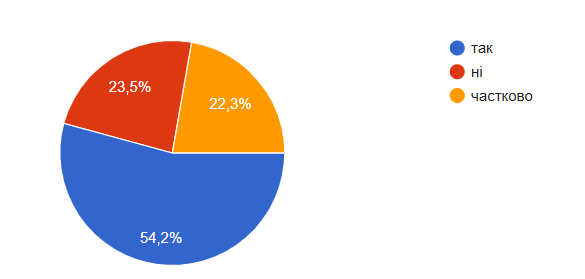 так
ні
частково
23,5%
22,3%
54,2%